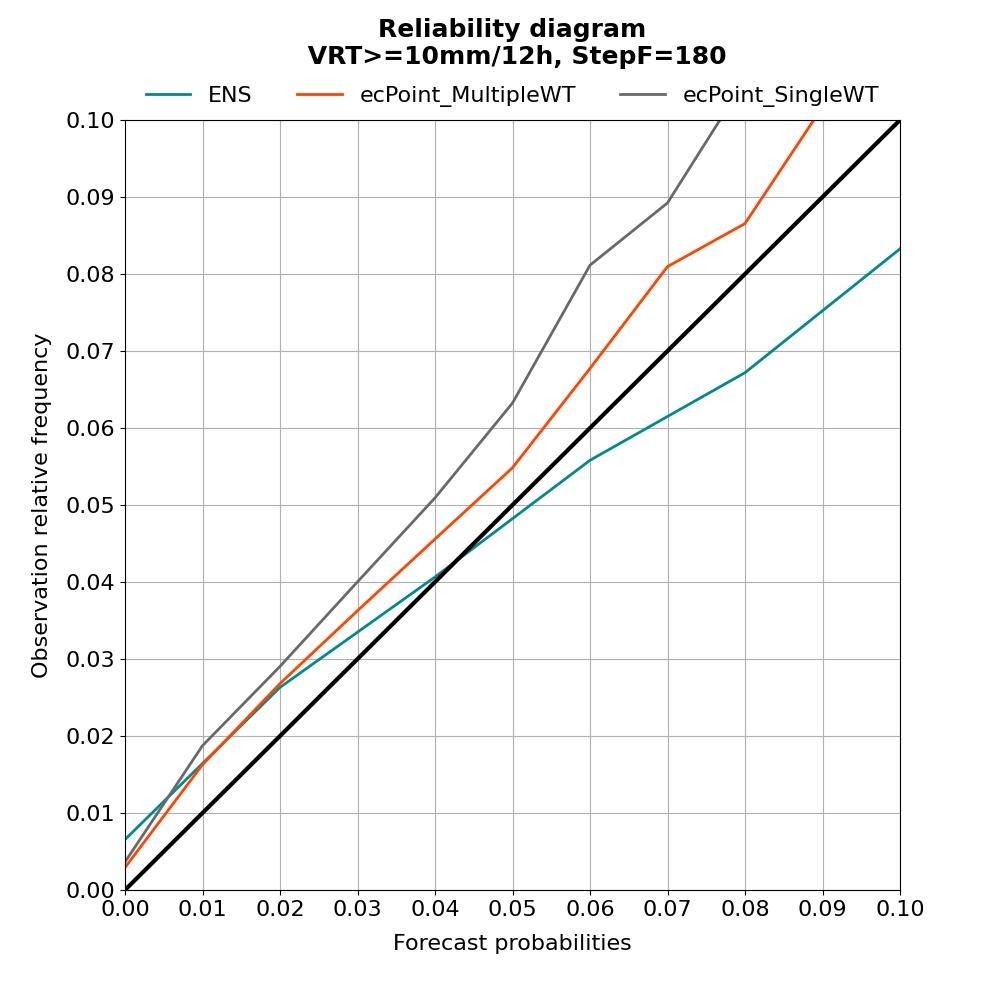 Reliability diagram
VRT>=10mm/12h, StepF=180
ENS ecPoint_MultipleWT ecPoint_SingleWT
0.10
0.09
0.08
0.07
0.06
0.05
0.04
0.03
0.02
0.01
0.00
Observation relative frequency
0.00 0.01 0.02 0.03 0.04 0.05 0.06 0.07 0.08 0.09 0.10
Forecast probabilities